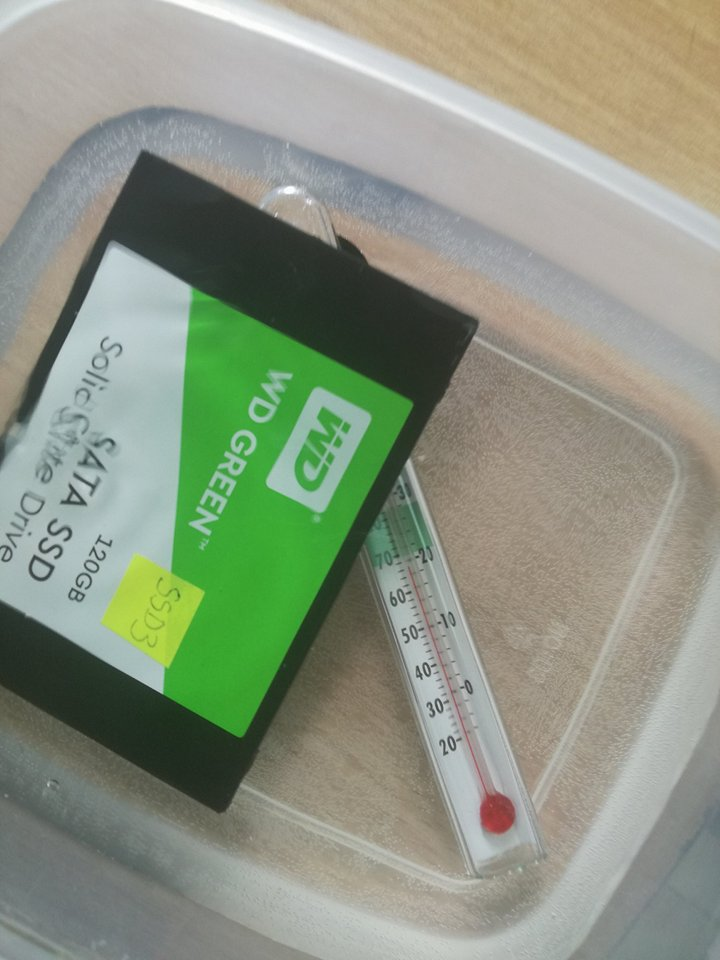 WD®
WD GREEN™
SATA SSD
Solid State Drive
120GB
SSD3
-30
70 -20
60
50 -10
40
30 -0
20